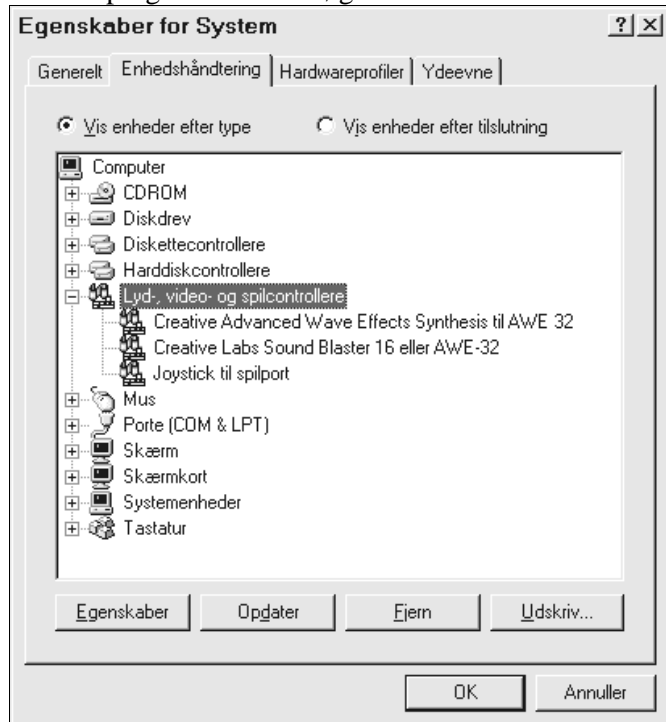 Egenskaber for System
Generelt Enhedshåndtering Hardwareprofiler Ydeevne
Vis enheder efter type Vis enheder efter tilslutning
Computer
CDROM
Diskdrev
Diskettecontrollere
Harddiskcontrollere
Lyd-, video- og spilcontrollere
Creative Advanced Wave Effects Synthesis til AWE 32
Creative Labs Sound Blaster 16 eller AWE-32
Joystick til spilport
Mus
Porte (COM & LPT)
Skærm
Skærmkort
Systemenheder
Tastatur
Egenskaber Opdater Fjern Udskriv...
OK Annuller